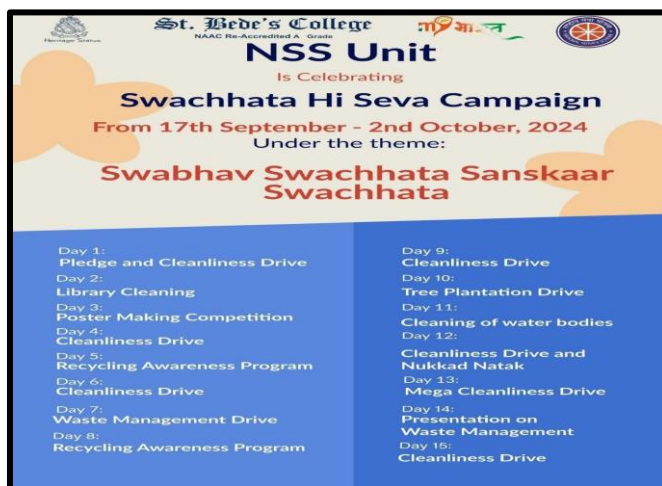 St. Bede's College
NAAC Re-Accredited A Grade
Heritage Status
NSS Unit
Is Celebrating
Swachhata Hi Seva Campaign
From 17th September - 2nd October, 2024
Under the theme:
Swabhav Swachhata Sanskaar
Swachhata
Day 1:
Pledge and Cleanliness Drive
Day 2:
Library Cleaning
Day 3:
Poster Making Competition
Day 4:
Cleanliness Drive
Day 5:
Recycling Awareness Program
Day 6:
Cleanliness Drive
Day 7:
Waste Management Drive
Day 8:
Recycling Awareness Program
Day 9:
Cleanliness Drive
Day 10:
Tree Plantation Drive
Day 11:
Cleaning of water bodies
Day 12:
Cleanliness Drive and
Nukkad Natak
Day 13:
Mega Cleanliness Drive
Day 14:
Presentation on
Waste Management
Day 15:
Cleanliness Drive